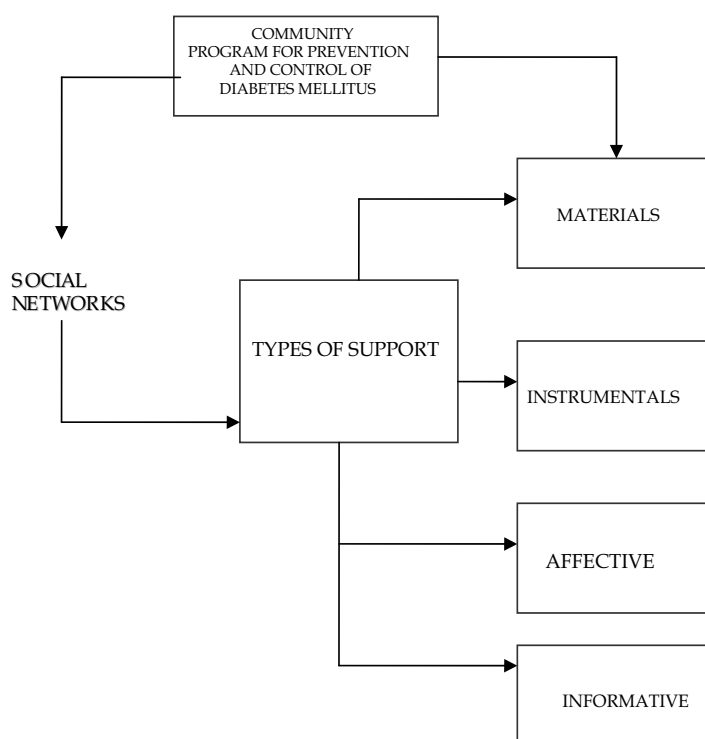 COMMUNITY
PROGRAM FOR PREVENTION
AND CONTROL OF
DIABETES MELLITUS
MATERIALS
SOCIAL
NETWORKS
TYPES OF SUPPORT
INSTRUMENTALS
AFFECTIVE
INFORMATIVE